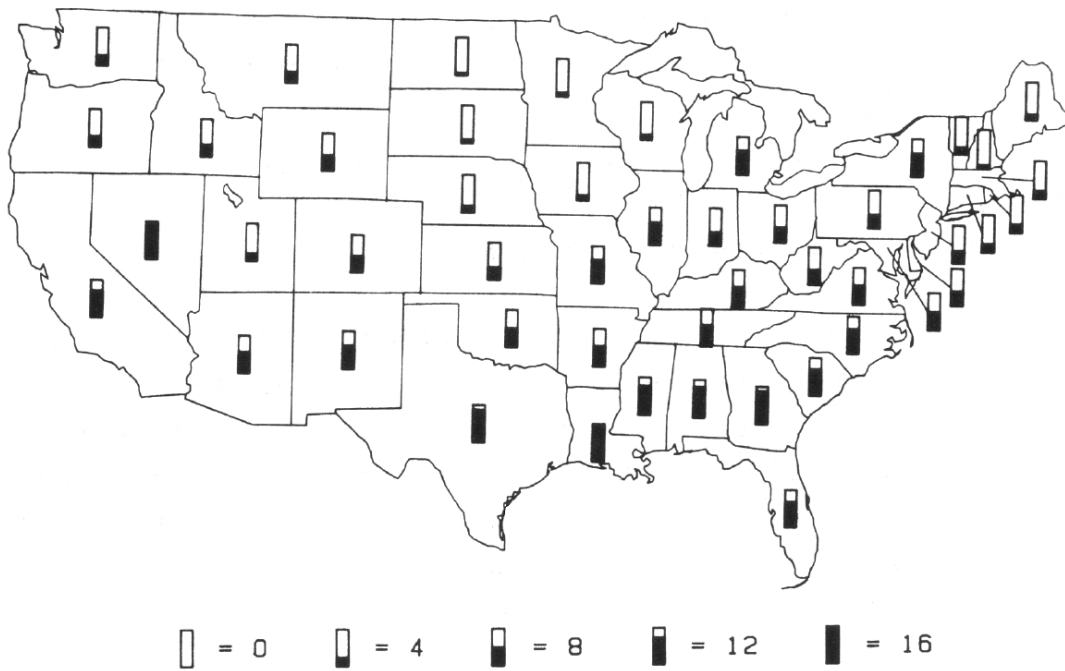 = 0 = 4 = 8 = 12 = 16